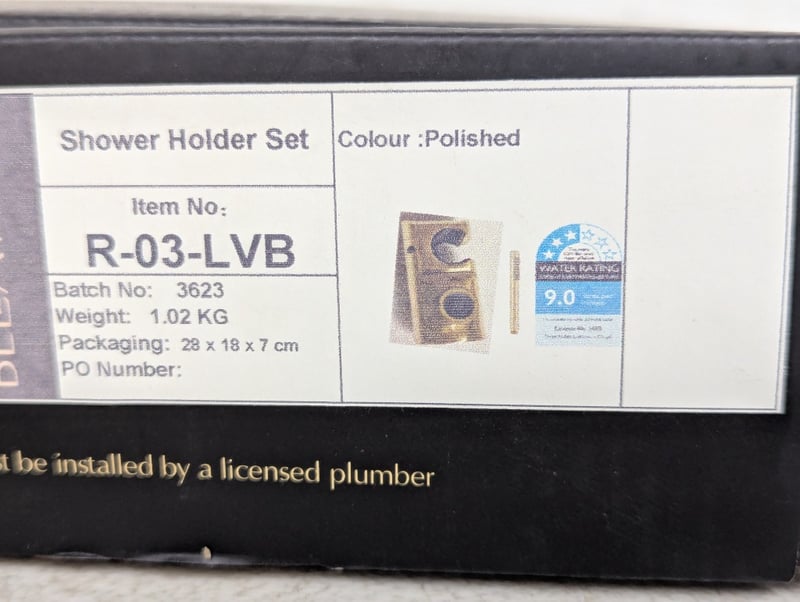 Shower Holder Set
Item No:
R-03-LVB
Batch No: 3623
Weight: 1.02 KG
Packaging: 28 x 18 x 7 cm
PO Number:
Colour :Polished
WATER RATING
9.0
be installed by a licensed plumber